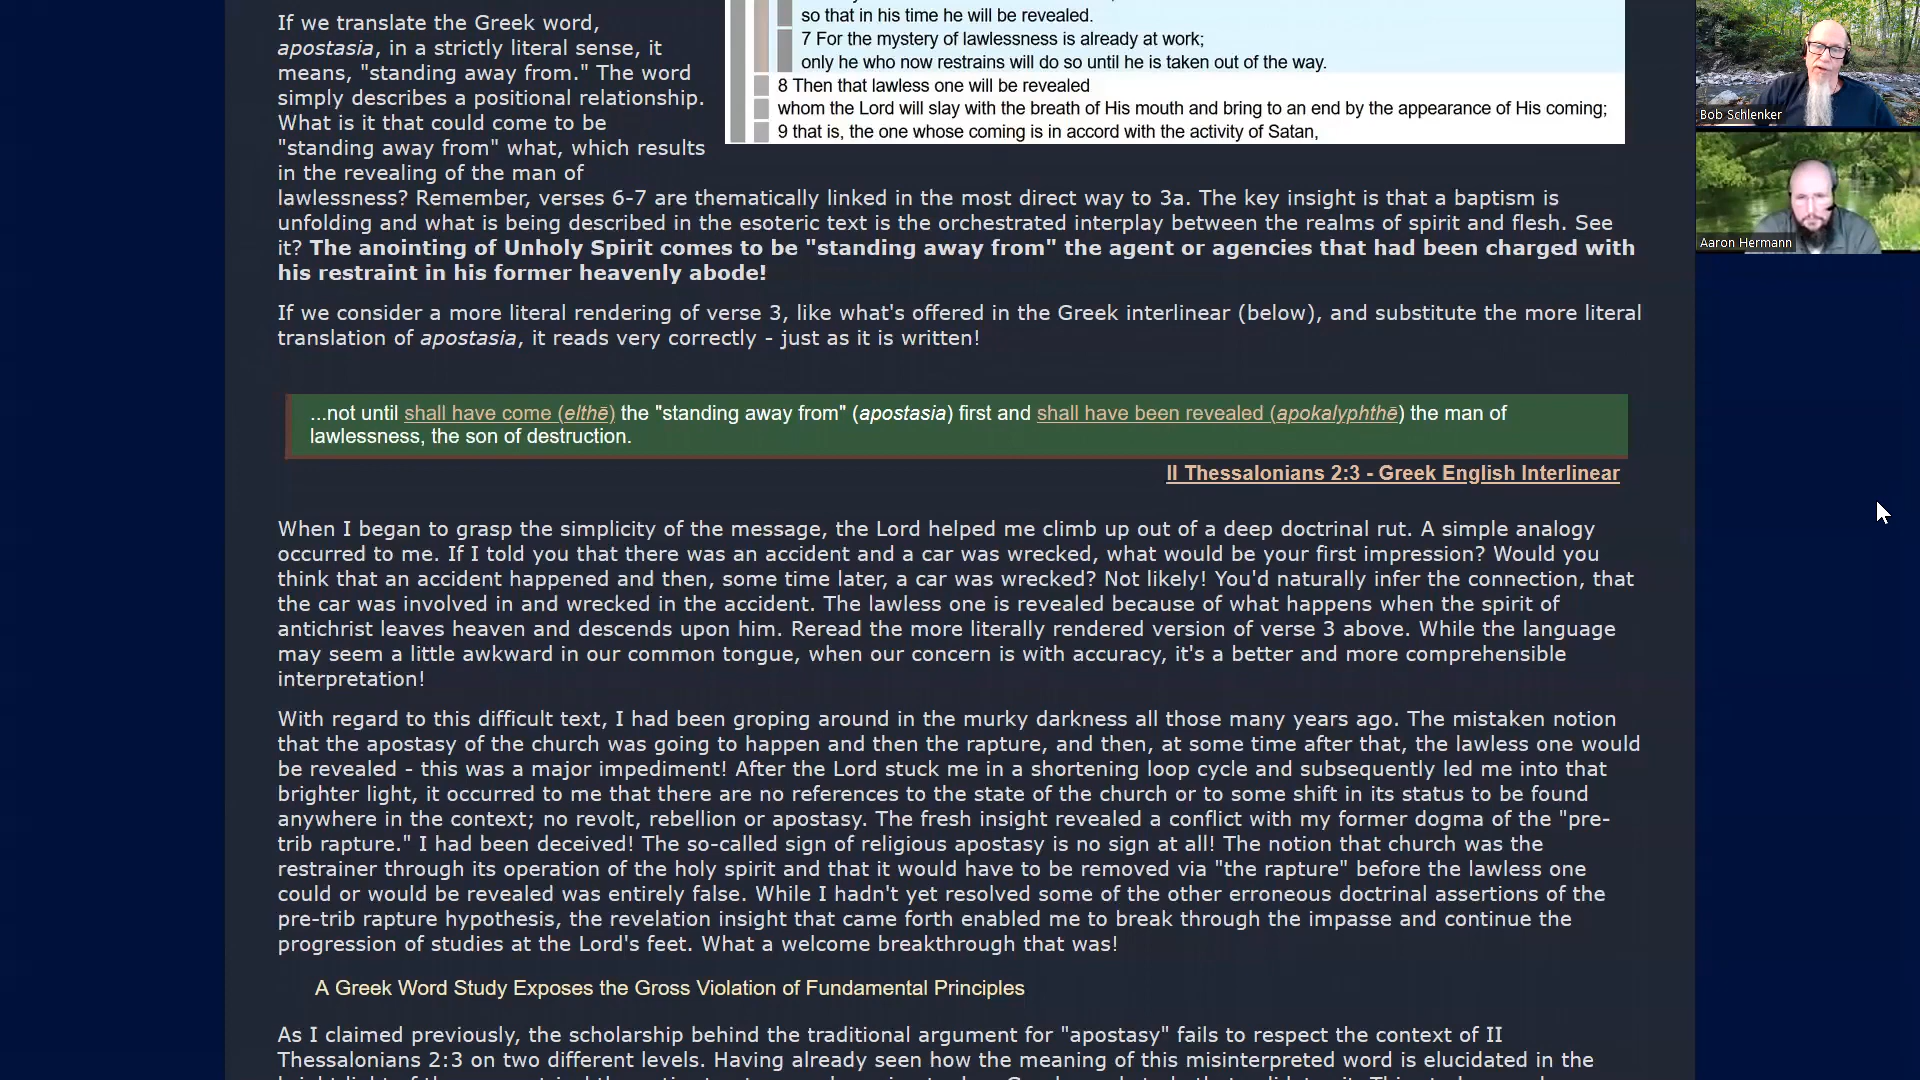 If we translate the Greek word,
apostasia, in a strictly literal sense, it
means, "standing away from." The word
simply describes a positional relationship.
What is it that could come to be
"standing away from" what, which results
in the revealing of the man of
so that in his time he will be revealed.
7 For the mystery of lawlessness is already at work;
only he who now restrains will do so until he is taken out of the way.
8 Then that lawless one will be revealed
whom the Lord will slay with the breath of His mouth and bring to an end by the appearance of His coming;
9 that is, the one whose coming is in accord with the activity of Satan,
lawlessness? Remember, verses 6-7 are thematically linked in the most direct way to 3a. The key insight is that a baptism is
unfolding and what is being described in the esoteric text is the orchestrated interplay between the realms of spirit and flesh. See
it? The anointing of Unholy Spirit comes to be "standing away from" the agent or agencies that had been charged with
his restraint in his former heavenly abode!
If we consider a more literal rendering of verse 3, like what's offered in the Greek interlinear (below), and substitute the more literal
translation of apostasia, it reads very correctly - just as it is written!
...not until shall have come (elthē) the "standing away from" (apostasia) first and shall have been revealed (apokalyphthē) the man of
lawlessness, the son of destruction.
II Thessalonians 2:3 - Greek English Interlinear
When I began to grasp the simplicity of the message, the Lord helped me climb up out of a deep doctrinal rut. A simple analogy
occurred to me. If I told you that there was an accident and a car was wrecked, what would be your first impression? Would you
think that an accident happened and then, some time later, a car was wrecked? Not likely! You'd naturally infer the connection, that
the car was involved in and wrecked in the accident. The lawless one is revealed because of what happens when the spirit of
antichrist leaves heaven and descends upon him. Reread the more literally rendered version of verse 3 above. While the language
may seem a little awkward in our common tongue, when our concern is with accuracy, it's a better and more comprehensible
interpretation!
With regard to this difficult text, I had been groping around in the murky darkness all those many years ago. The mistaken notion
that the apostasy of the church was going to happen and then the rapture, and then, at some time after that, the lawless one would
be revealed - this was a major impediment! After the Lord stuck me in a shortening loop cycle and subsequently led me into that
brighter light, it occurred to me that there are no references to the state of the church or to some shift in its status to be found
anywhere in the context; no revolt, rebellion or apostasy. The fresh insight revealed a conflict with my former dogma of the "pre-
trib rapture." I had been deceived! The so-called sign of religious apostasy is no sign at all! The notion that church was the
restrainer through its operation of the holy spirit and that it would have to be removed via "the rapture" before the lawless one
could or would be revealed was entirely false. While I hadn't yet resolved some of the other erroneous doctrinal assertions of the
pre-trib rapture hypothesis, the revelation insight that came forth enabled me to break through the impasse and continue the
progression of studies at the Lord's feet. What a welcome breakthrough that was!
A Greek Word Study Exposes the Gross Violation of Fundamental Principles
As I claimed previously, the scholarship behind the traditional argument for "apostasy" fails to respect the context of II
Thessalonians 2:3 on two different levels. Having already seen how the meaning of this misinterpreted word is elucidated in the
Bob Schlenker
Aaron Hermann